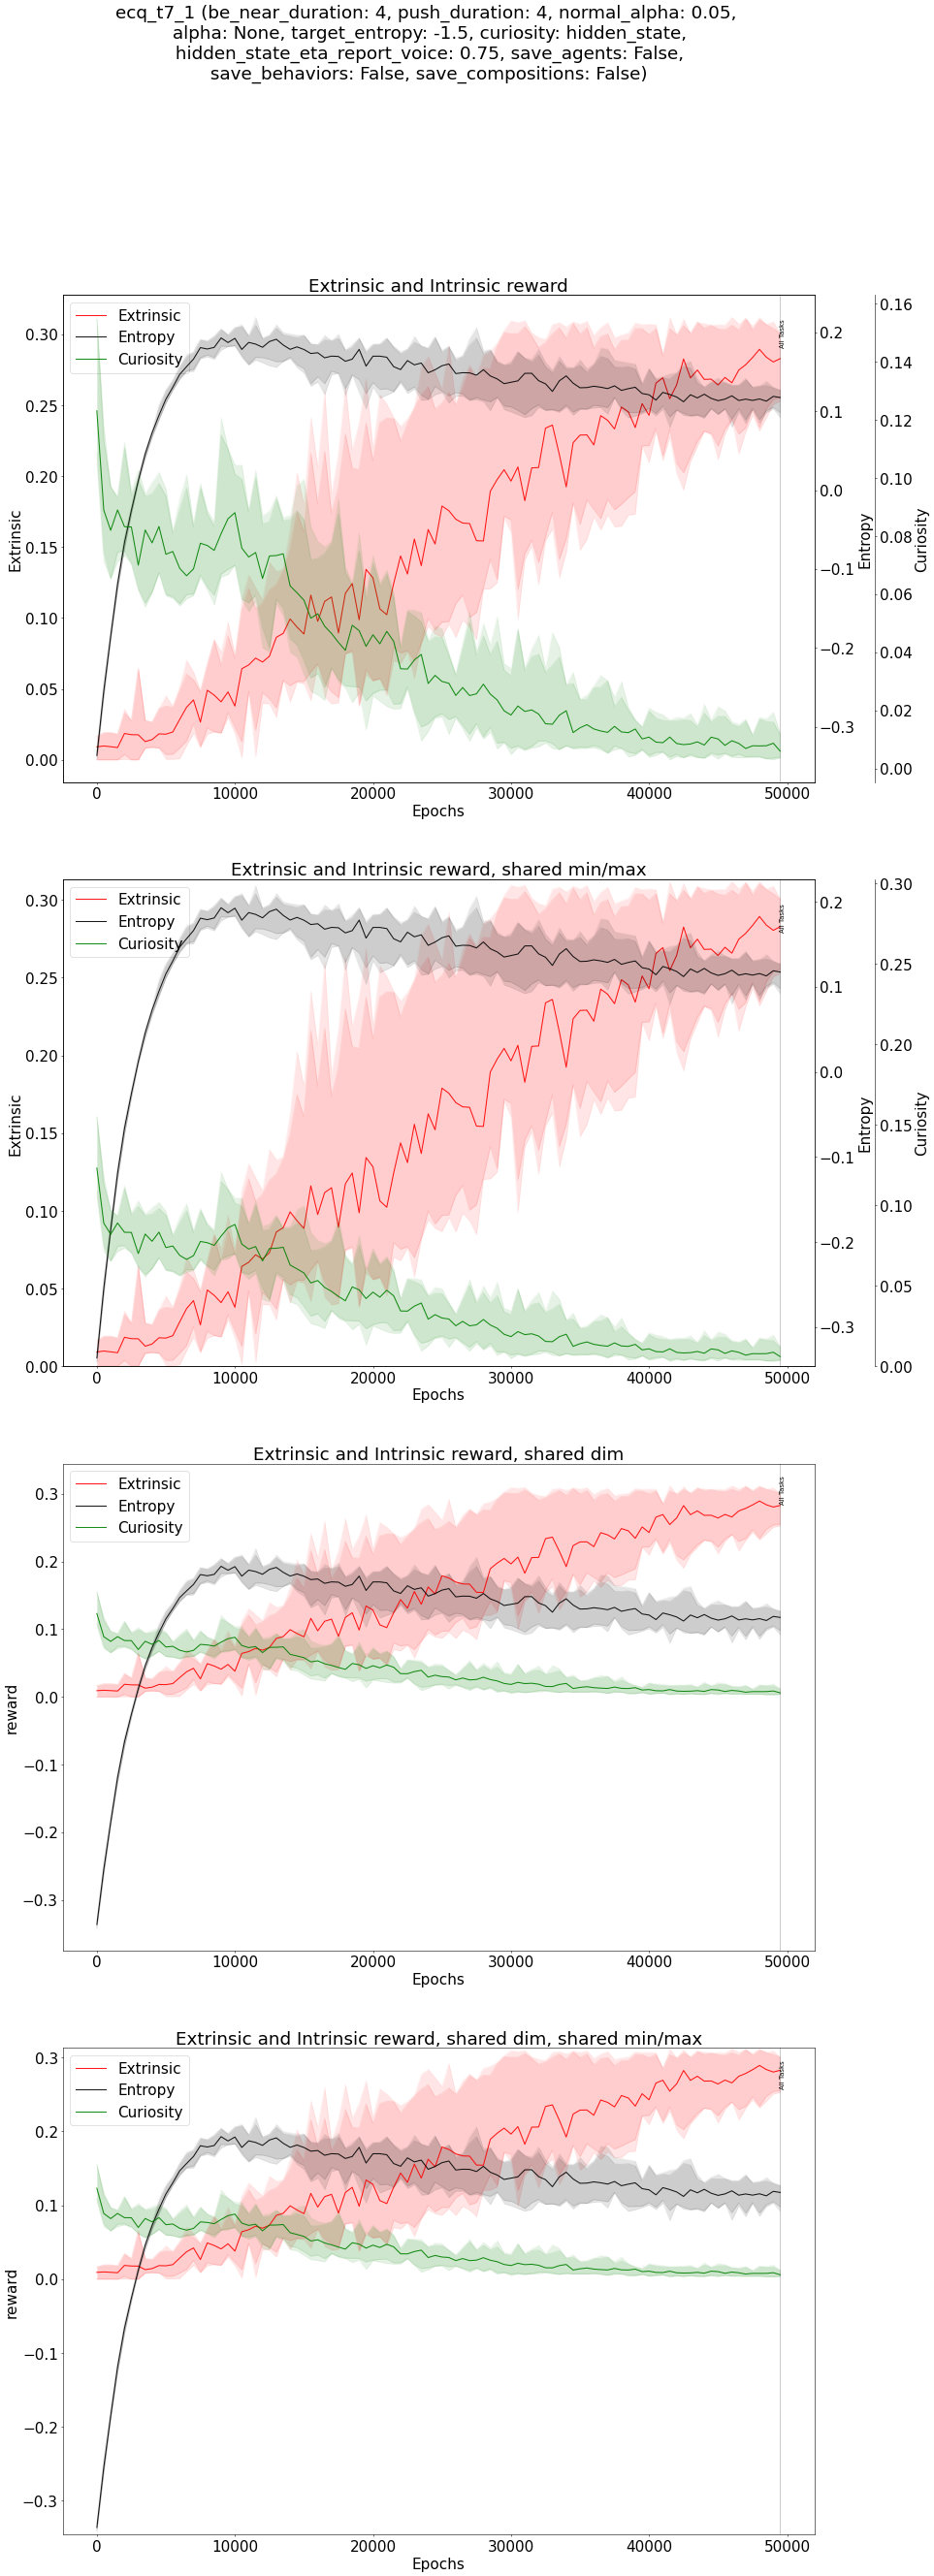 ecq_t7_1 (be_near_duration: 4, push_duration: 4, normal_alpha: 0.05,
alpha: None, target_entropy: -1.5, curiosity: hidden_state,
hidden_state_eta_report_voice: 0.75, save_agents: False,
save_behaviors: False, save_compositions: False)
Extrinsic and Intrinsic reward
Extrinsic
Entropy
Curiosity
All Tasks
0.30
0.25
0.20
0.15
0.10
0.05
0.00
Extrinsic
0.2
0.1
0.0
−0.1
−0.2
−0.3
Entropy
0.16
0.14
0.12
0.10
0.08
0.06
0.04
0.02
0.00
Curiosity
0 10000 20000 30000 40000 50000
Epochs
Extrinsic and Intrinsic reward, shared min/max
Extrinsic
Entropy
Curiosity
All Tasks
0.30
0.25
0.20
0.15
0.10
0.05
0.00
Extrinsic
0.2
0.1
0.0
−0.1
−0.2
−0.3
Entropy
0.30
0.25
0.20
0.15
0.10
0.05
0.00
Curiosity
0 10000 20000 30000 40000 50000
Epochs
Extrinsic and Intrinsic reward, shared dim
Extrinsic
Entropy
Curiosity
All Tasks
0.3
0.2
0.1
0.0
−0.1
−0.2
−0.3
reward
0 10000 20000 30000 40000 50000
Epochs
Extrinsic and Intrinsic reward, shared dim, shared min/max
Extrinsic
Entropy
Curiosity
All Tasks
0.3
0.2
0.1
0.0
−0.1
−0.2
−0.3
reward
0 10000 20000 30000 40000 50000
Epochs